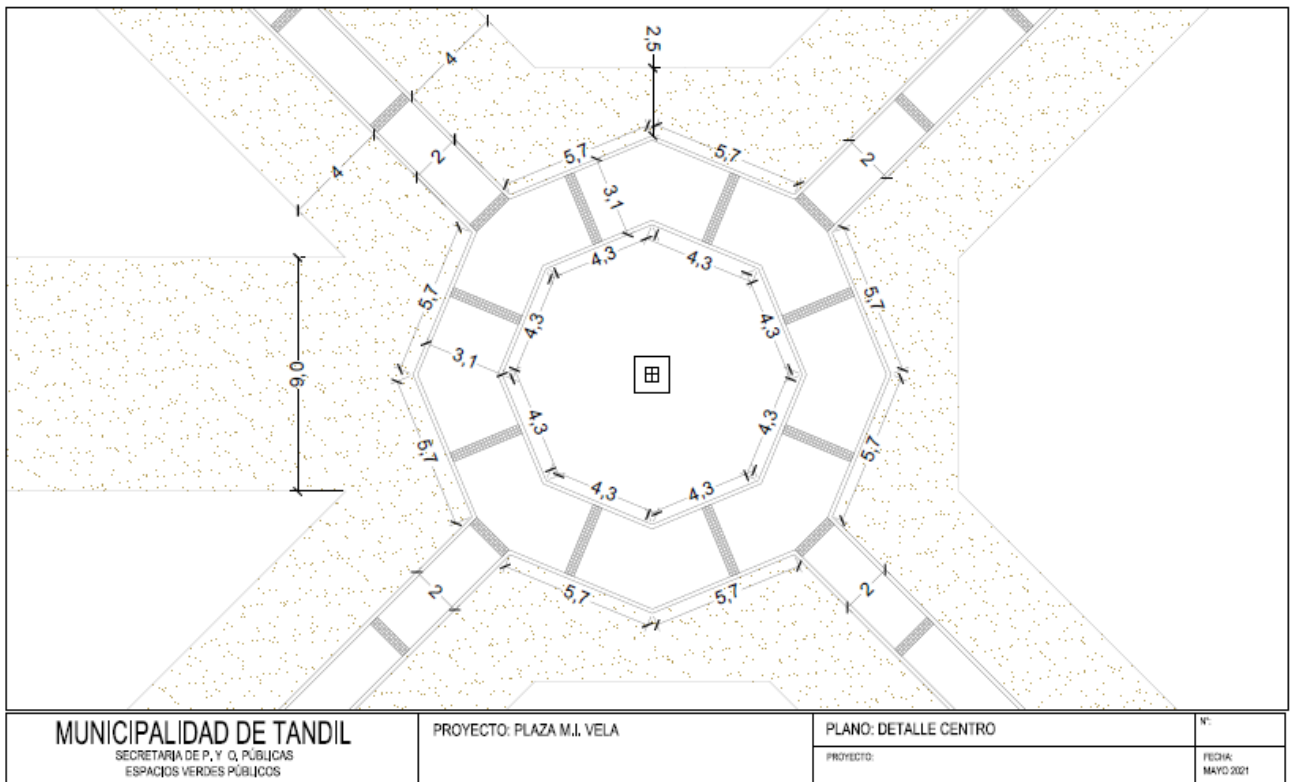 2,5
4
4
2
5,7
5,7
2
3,1
4,3
4,3
5,7
4,3
4,3
5,7
3,1
9,0
5,7
4,3
4,3
5,7
4,3
4,3
2
5,7
5,7
2
MUNICIPALIDAD DE TANDIL
SECRETARIA DE P. Y O. PÚBLICAS
ESPACIOS VERDES PÚBLICOS
PROYECTO: PLAZA M.I. VELA
PLANO: DETALLE CENTRO
PROYECTO:
N°:
FECHA:
MAYO 2021